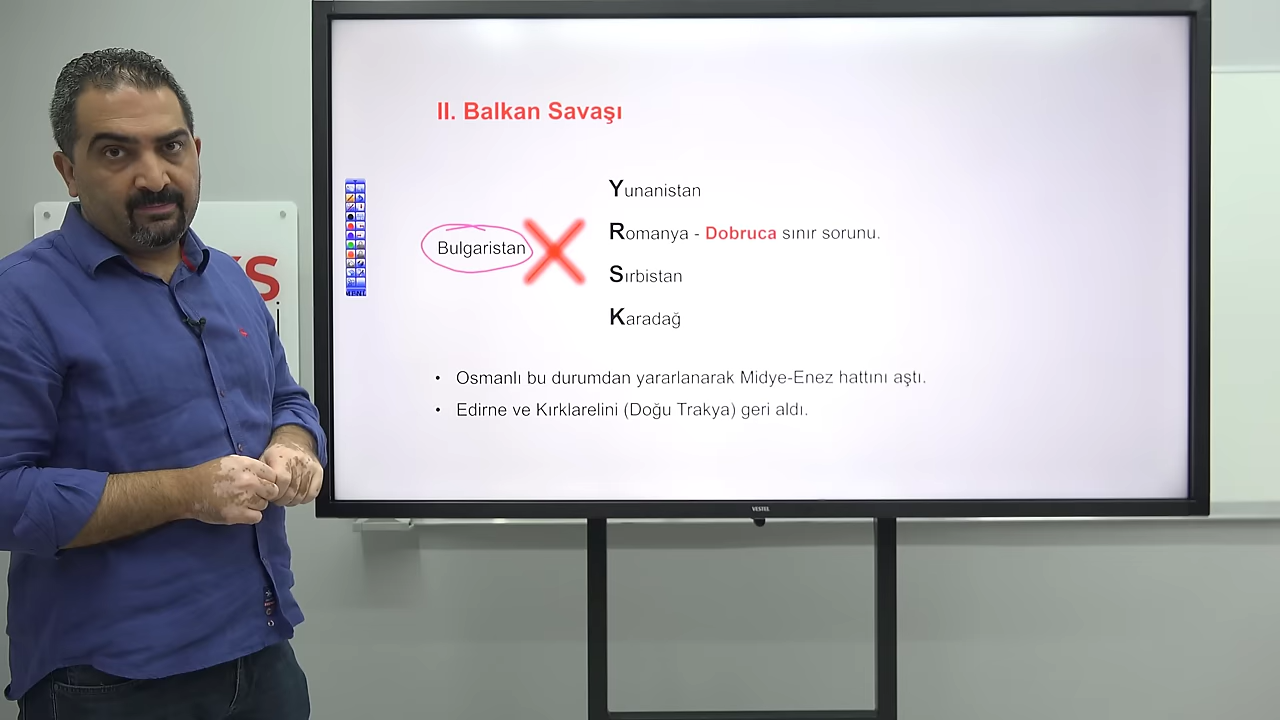 II. Balkan Savaşı
Yunanistan
Romanya - Dobruca sınır sorunu.
Bulgaristan
Sırbistan
Karadağ
• Osmanlı bu durumdan yararlanarak Midye-Enez hattını aştı.
• Edirne ve Kırklarelini (Doğu Trakya) geri aldı.
VESTEL